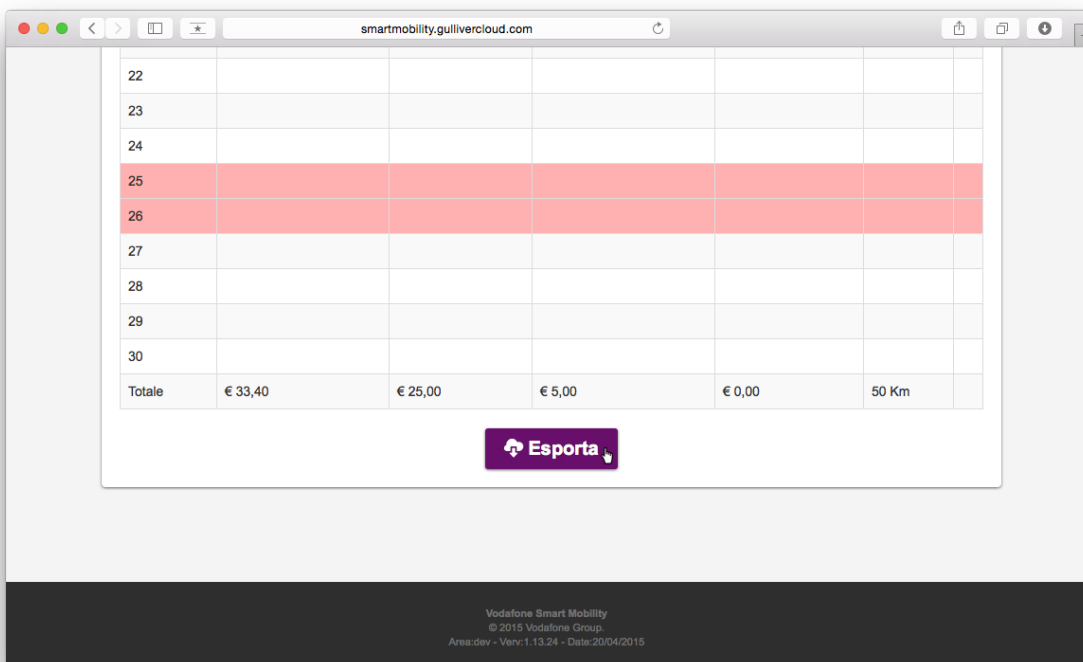 smartmobility.gullivercloud.com
22
23
24
25
26
27
28
29
30
Totale € 33,40 € 25,00 € 5,00 € 0,00 50 Km
Esporta
Vodafone Smart Mobility
© 2015 Vodafone Group.
Area:dev - Verv:1.13.24 - Date:20/04/2015